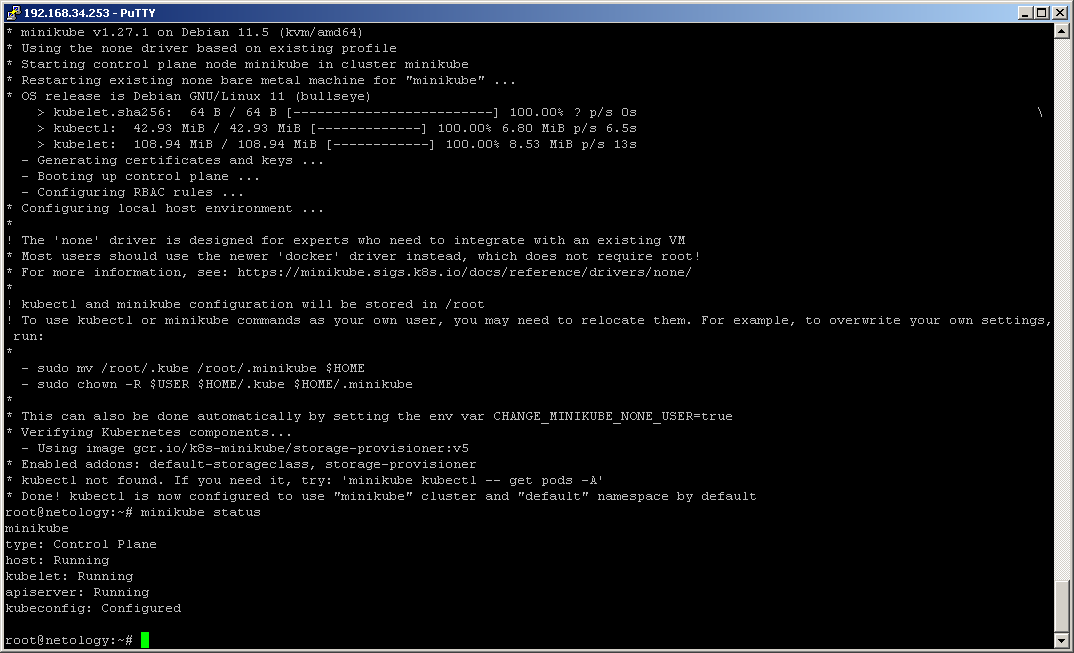 192.168.34.253 - PuTTY
* minikube v1.27.1 on Debian 11.5 (kvm/amd64)
* Using the none driver based on existing profile
* Starting control plane node minikube in cluster minikube
* Restarting existing none bare metal machine for "minikube" ...
* OS release is Debian GNU/Linux 11 (bullseye)
    > kubelet.sha256:  64 B / 64 B [-------------------------] 100.00% ? p/s 0s \
    > kubectl:  42.93 MiB / 42.93 MiB [-------------] 100.00% 6.80 MiB p/s 6.5s
    > kubelet:  108.94 MiB / 108.94 MiB [------------] 100.00% 8.53 MiB p/s 13s
  - Generating certificates and keys ...
  - Booting up control plane ...
  - Configuring RBAC rules ...
* Configuring local host environment ...
*
! The 'none' driver is designed for experts who need to integrate with an existing VM
* Most users should use the newer 'docker' driver instead, which does not require root!
* For more information, see: https://minikube.sigs.k8s.io/docs/reference/drivers/none/
*
! kubectl and minikube configuration will be stored in /root
! To use kubectl or minikube commands as your own user, you may need to relocate them. For example, to overwrite your own settings,
 run:
*
  - sudo mv /root/.kube /root/.minikube $HOME
  - sudo chown -R $USER $HOME/.kube $HOME/.minikube
*
* This can also be done automatically by setting the env var CHANGE_MINIKUBE_NONE_USER=true
* Verifying Kubernetes components...
  - Using image gcr.io/k8s-minikube/storage-provisioner:v5
* Enabled addons: default-storageclass, storage-provisioner
* kubectl not found. If you need it, try: 'minikube kubectl -- get pods -A'
* Done! kubectl is now configured to use "minikube" cluster and "default" namespace by default
root@netology:~# minikube status
minikube
type: Control Plane
host: Running
kubelet: Running
apiserver: Running
kubeconfig: Configured
root@netology:~#